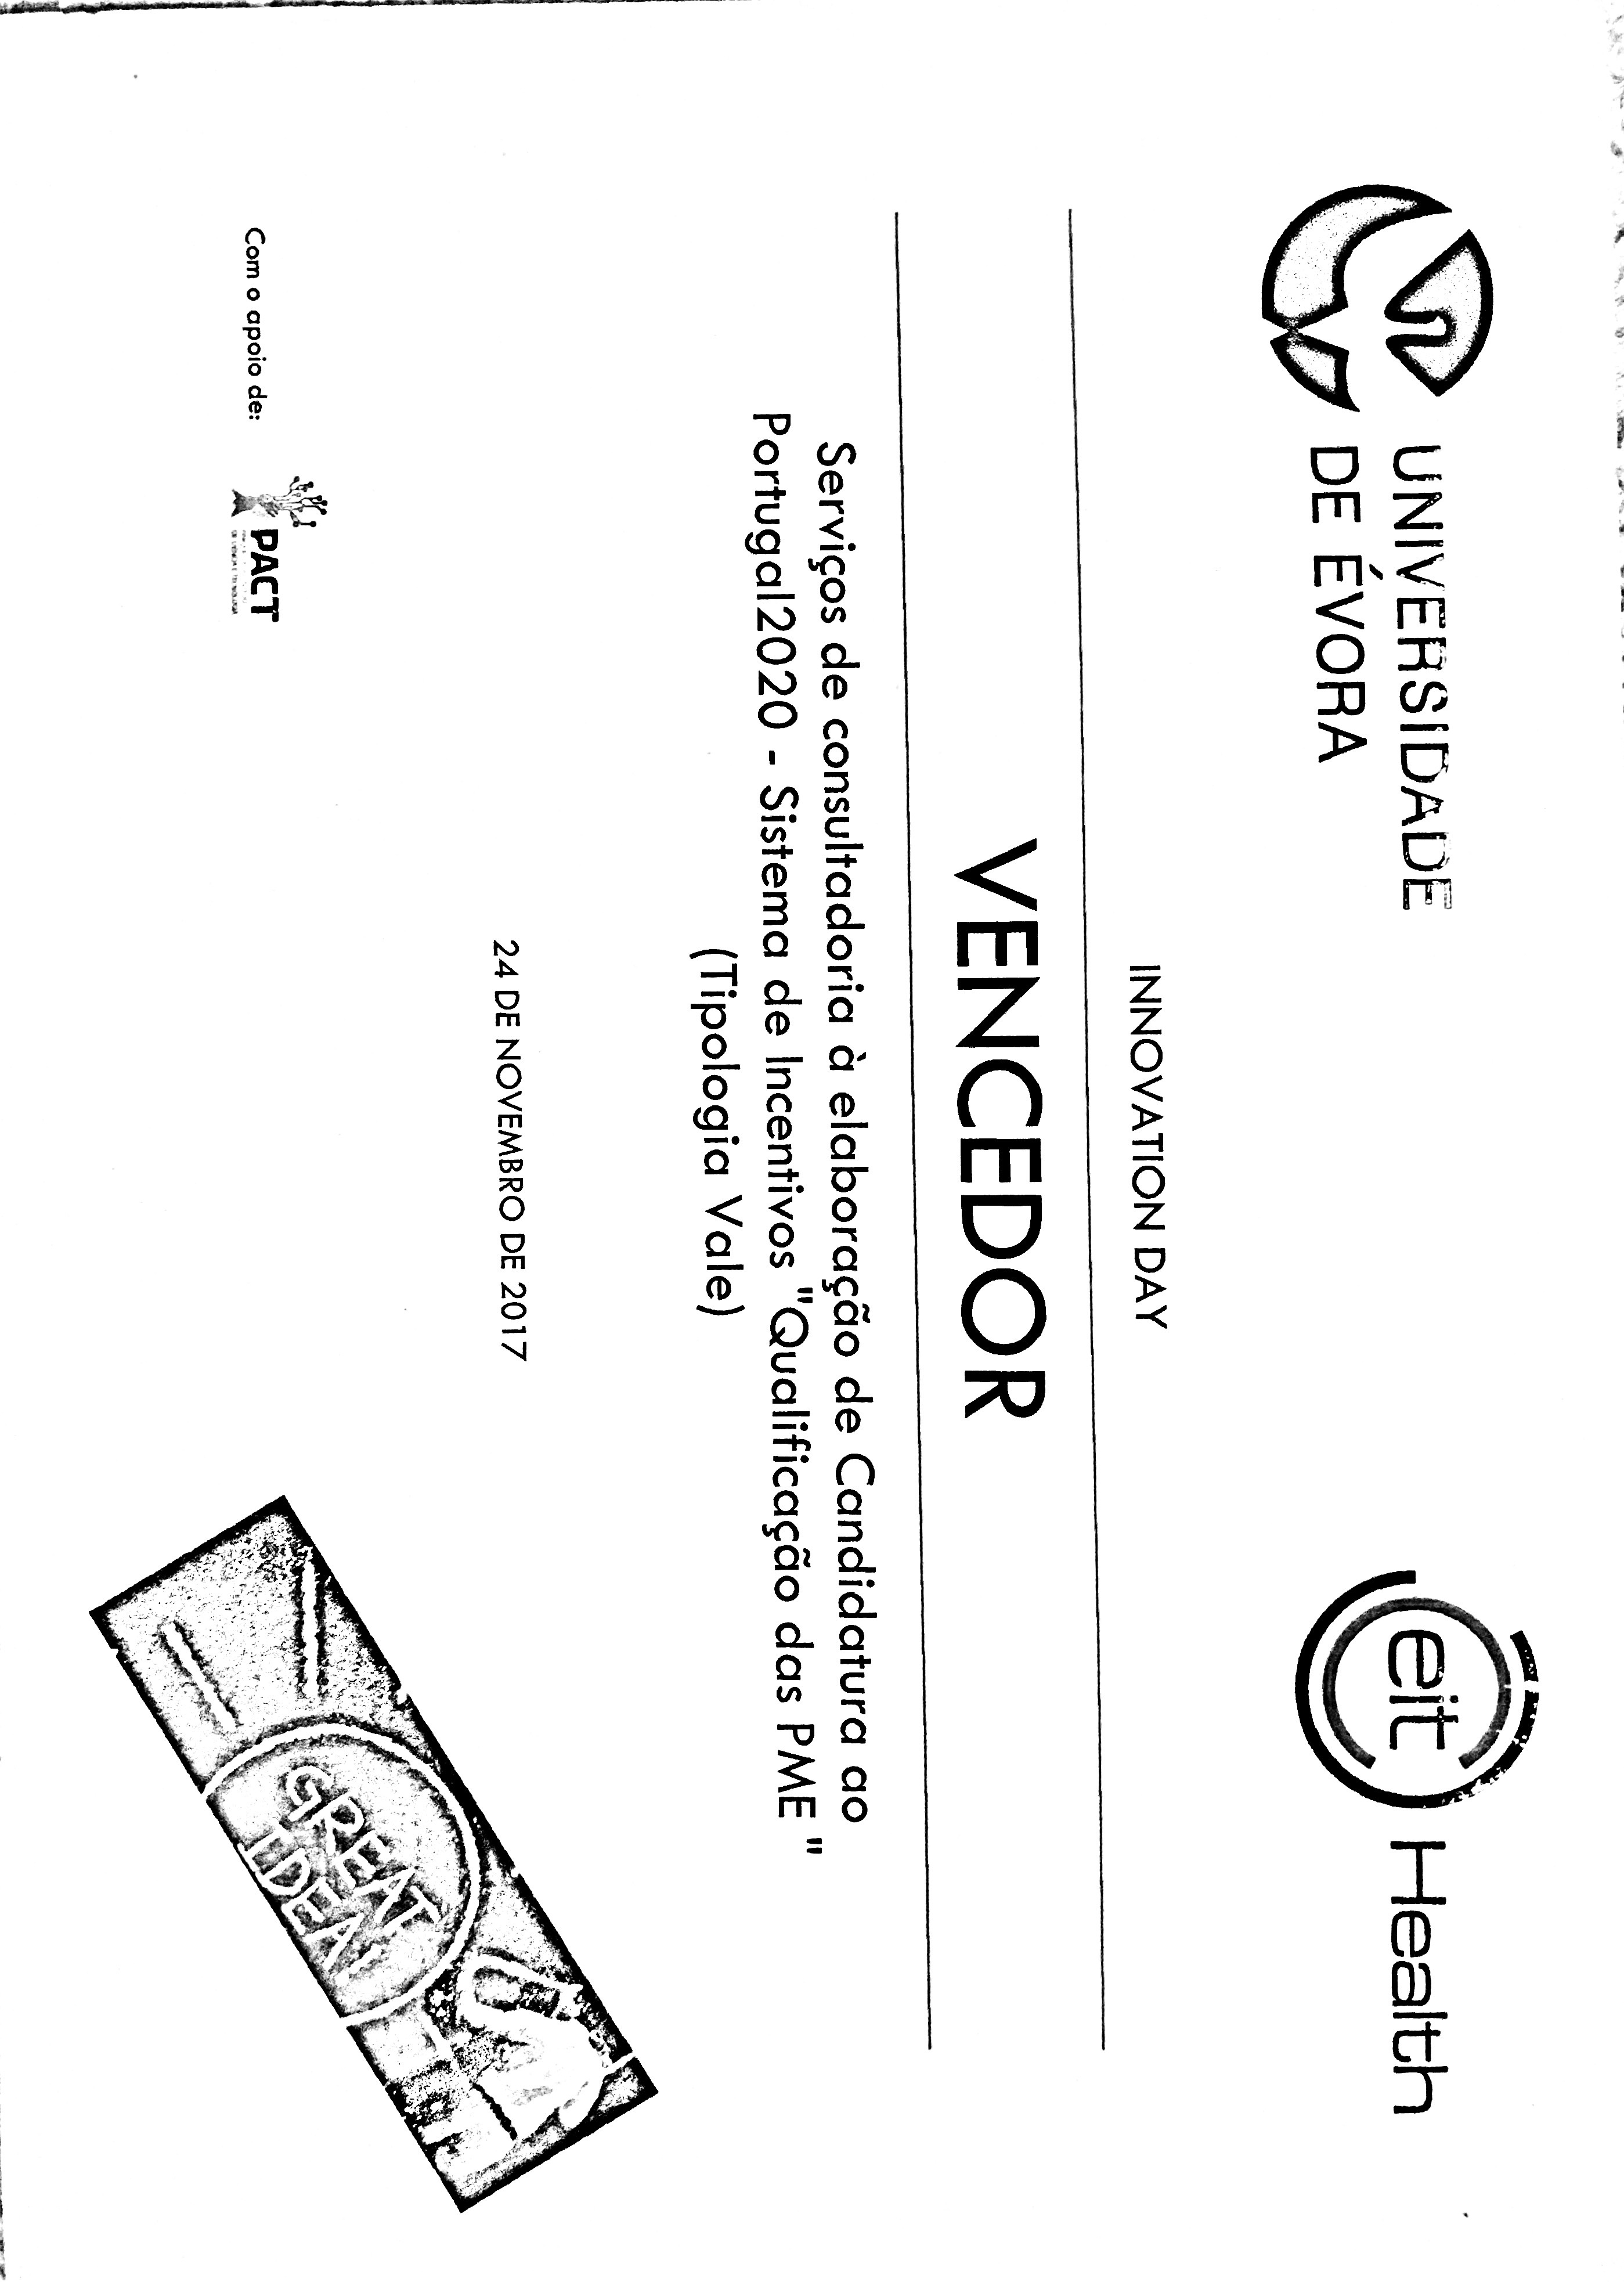 UNIVERSIDADE
DE ÉVORA
eit Health
INNOVATION DAY
VENCEDOR
Serviços de consultadoria à elaboração de Candidatura ao
Portugal2020 - Sistema de Incentivos "Qualificação das PME "
(Tipologia Vale)
24 DE NOVEMBRO DE 2017
Com o apoio de:
PACT
GREAT
IDEA!